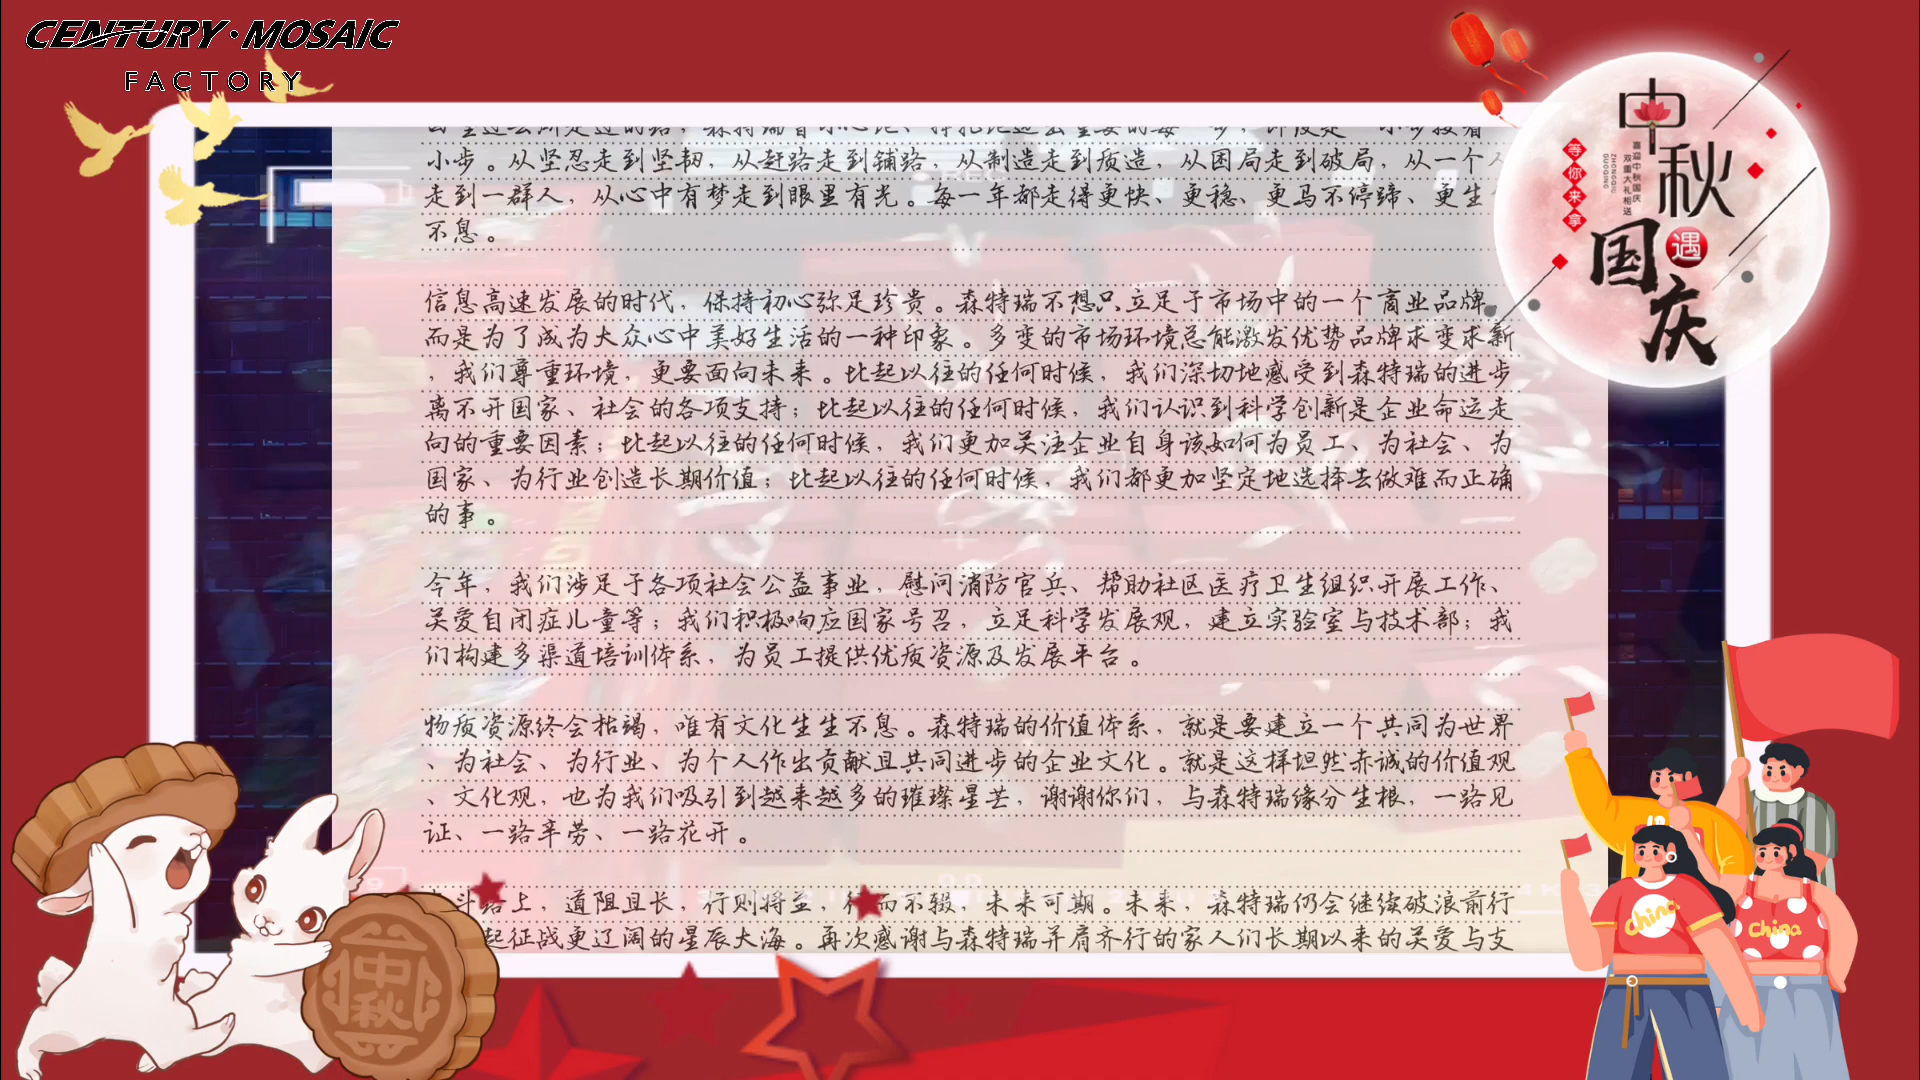 CENTURY·MOSAIC
FACTORY
中秋
遇
国庆
等你来拿
喜迎中秋国庆
双重大礼相送
ZHONGQIU
GUOQING
小步。从坚忍走到坚韧，从赶路走到铺路，从制造走到质造，从困局走到破局，从一个人
走到一群人，从心中有梦走到眼里有光。每一年都走得更快、更稳、更马不停蹄、更生
不息。
信息高速发展的时代，保持初心弥足珍贵。森特瑞不想只立足于市场中的一个商业品牌
而是为了成为大众心中美好生活的一种印象。多变的市场环境总能激发优势品牌求变求新
，我们尊重环境，更要面向未来。比起以往的任何时候，我们深切地感受到森特瑞的进步
离不开国家、社会的各项支持；比起以往的任何时候，我们认识到科学创新是企业命运走
向的重要因素；比起以往的任何时候，我们更加关注企业自身该如何为员工、为社会、为
国家、为行业创造长期价值；比起以往的任何时候，我们都更加坚定地选择去做难而正确
的事。
今年，我们涉足于各项社会公益事业，慰问消防官兵、帮助社区医疗卫生组织开展工作、
关爱自闭症儿童等；我们积极响应国家号召，立足科学发展观，建立实验室与技术部；我
们构建多渠道培训体系，为员工提供优质资源及发展平台。
物质资源终会枯竭，唯有文化生生不息。森特瑞的价值体系，就是要建立一个共同为世界
、为社会、为行业、为个人作出贡献且共同进步的企业文化。就是这样坦然赤诚的价值观
、文化观，也为我们吸引到越来越多的璀璨星芒，谢谢你们，与森特瑞缘分生根，一路见
证、一路辛劳、一路花开。
斗路上，道阻且长，行则将至，行而不辍，未来可期。未来，森特瑞仍会继续破浪前行
起征战更辽阔的星辰大海。再次感谢与森特瑞并肩齐行的家人们长期以来的关爱与支
China
China
中秋